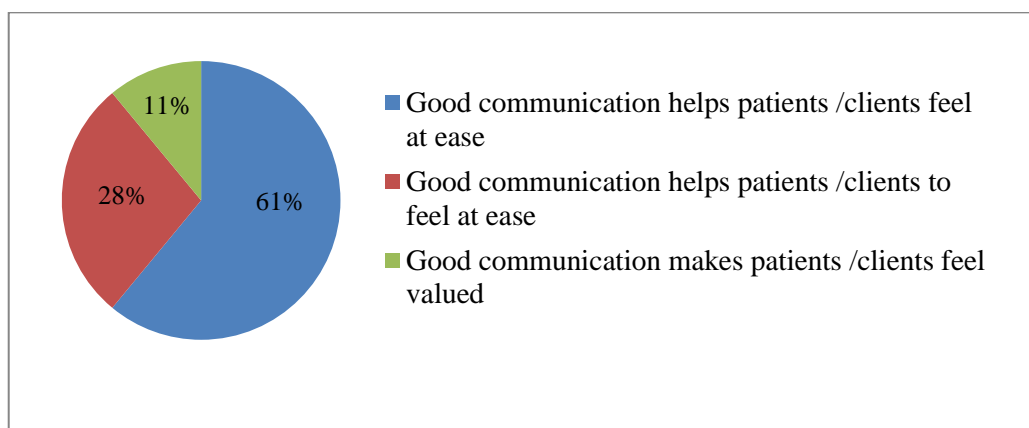 11%
28%
61%
Good communication helps patients /clients feel
at ease
Good communication helps patients /clients to
feel at ease
Good communication makes patients /clients feel
valued